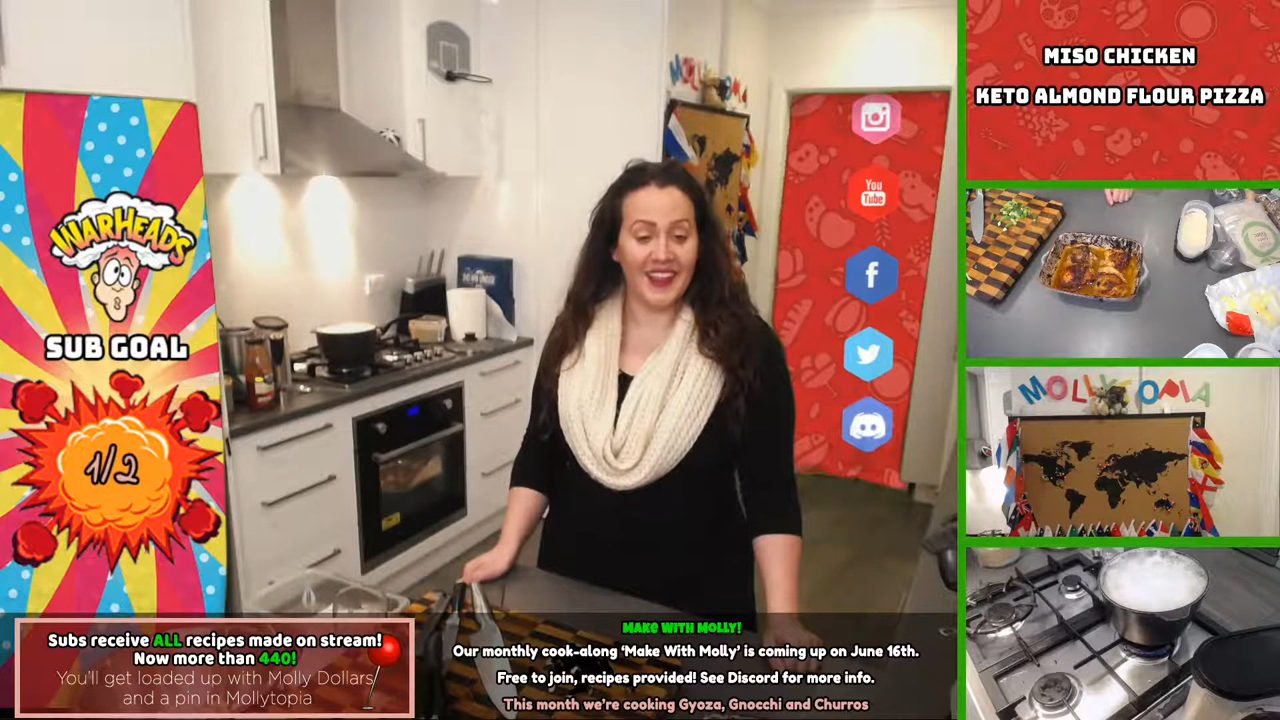 WARHEADS
SUB GOAL
1/2
Subs receive ALL recipes made on stream!
Now more than 440!
You'll get loaded up with Molly Dollars
and a pin in Mollytopia
MAKE WITH MOLLY!
Our monthly cook-along ‘Make With Molly’ is coming up on June 16th.
Free to join, recipes provided! See Discord for more info.
This month we're cooking Gyoza, Gnocchi and Churros
You
Tube
MISO CHICKEN
KETO ALMOND FLOUR PIZZA
MOLLYTOPIA